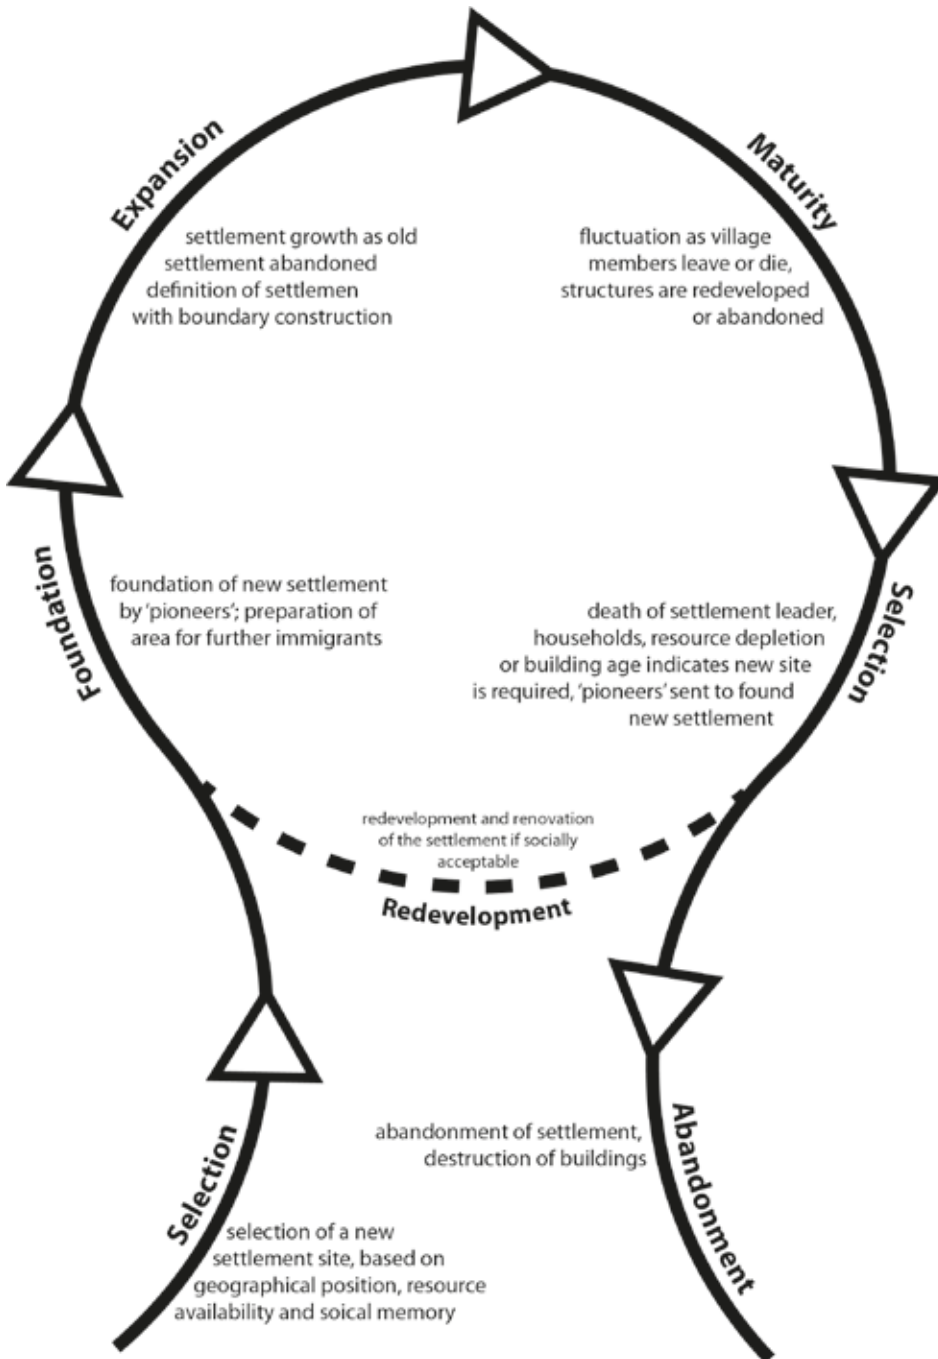 Expansion
settlement growth as old
settlement abandoned
definition of settlemen
with boundary construction
Maturity
fluctuation as village
members leave or die,
structures are redeveloped
or abandoned
Foundation
foundation of new settlement
by 'pioneers'; preparation of
area for further immigrants
Selection
death of settlement leader,
households, resource depletion
or building age indicates new site
is required, 'pioneers' sent to found
new settlement
redevelopment and renovation
of the settlement if socially
acceptable
Redevelopment
Selection
selection of a new
settlement site, based on
geographical position, resource
availability and soical memory
abandonment of settlement,
destruction of buildings
Abandonment